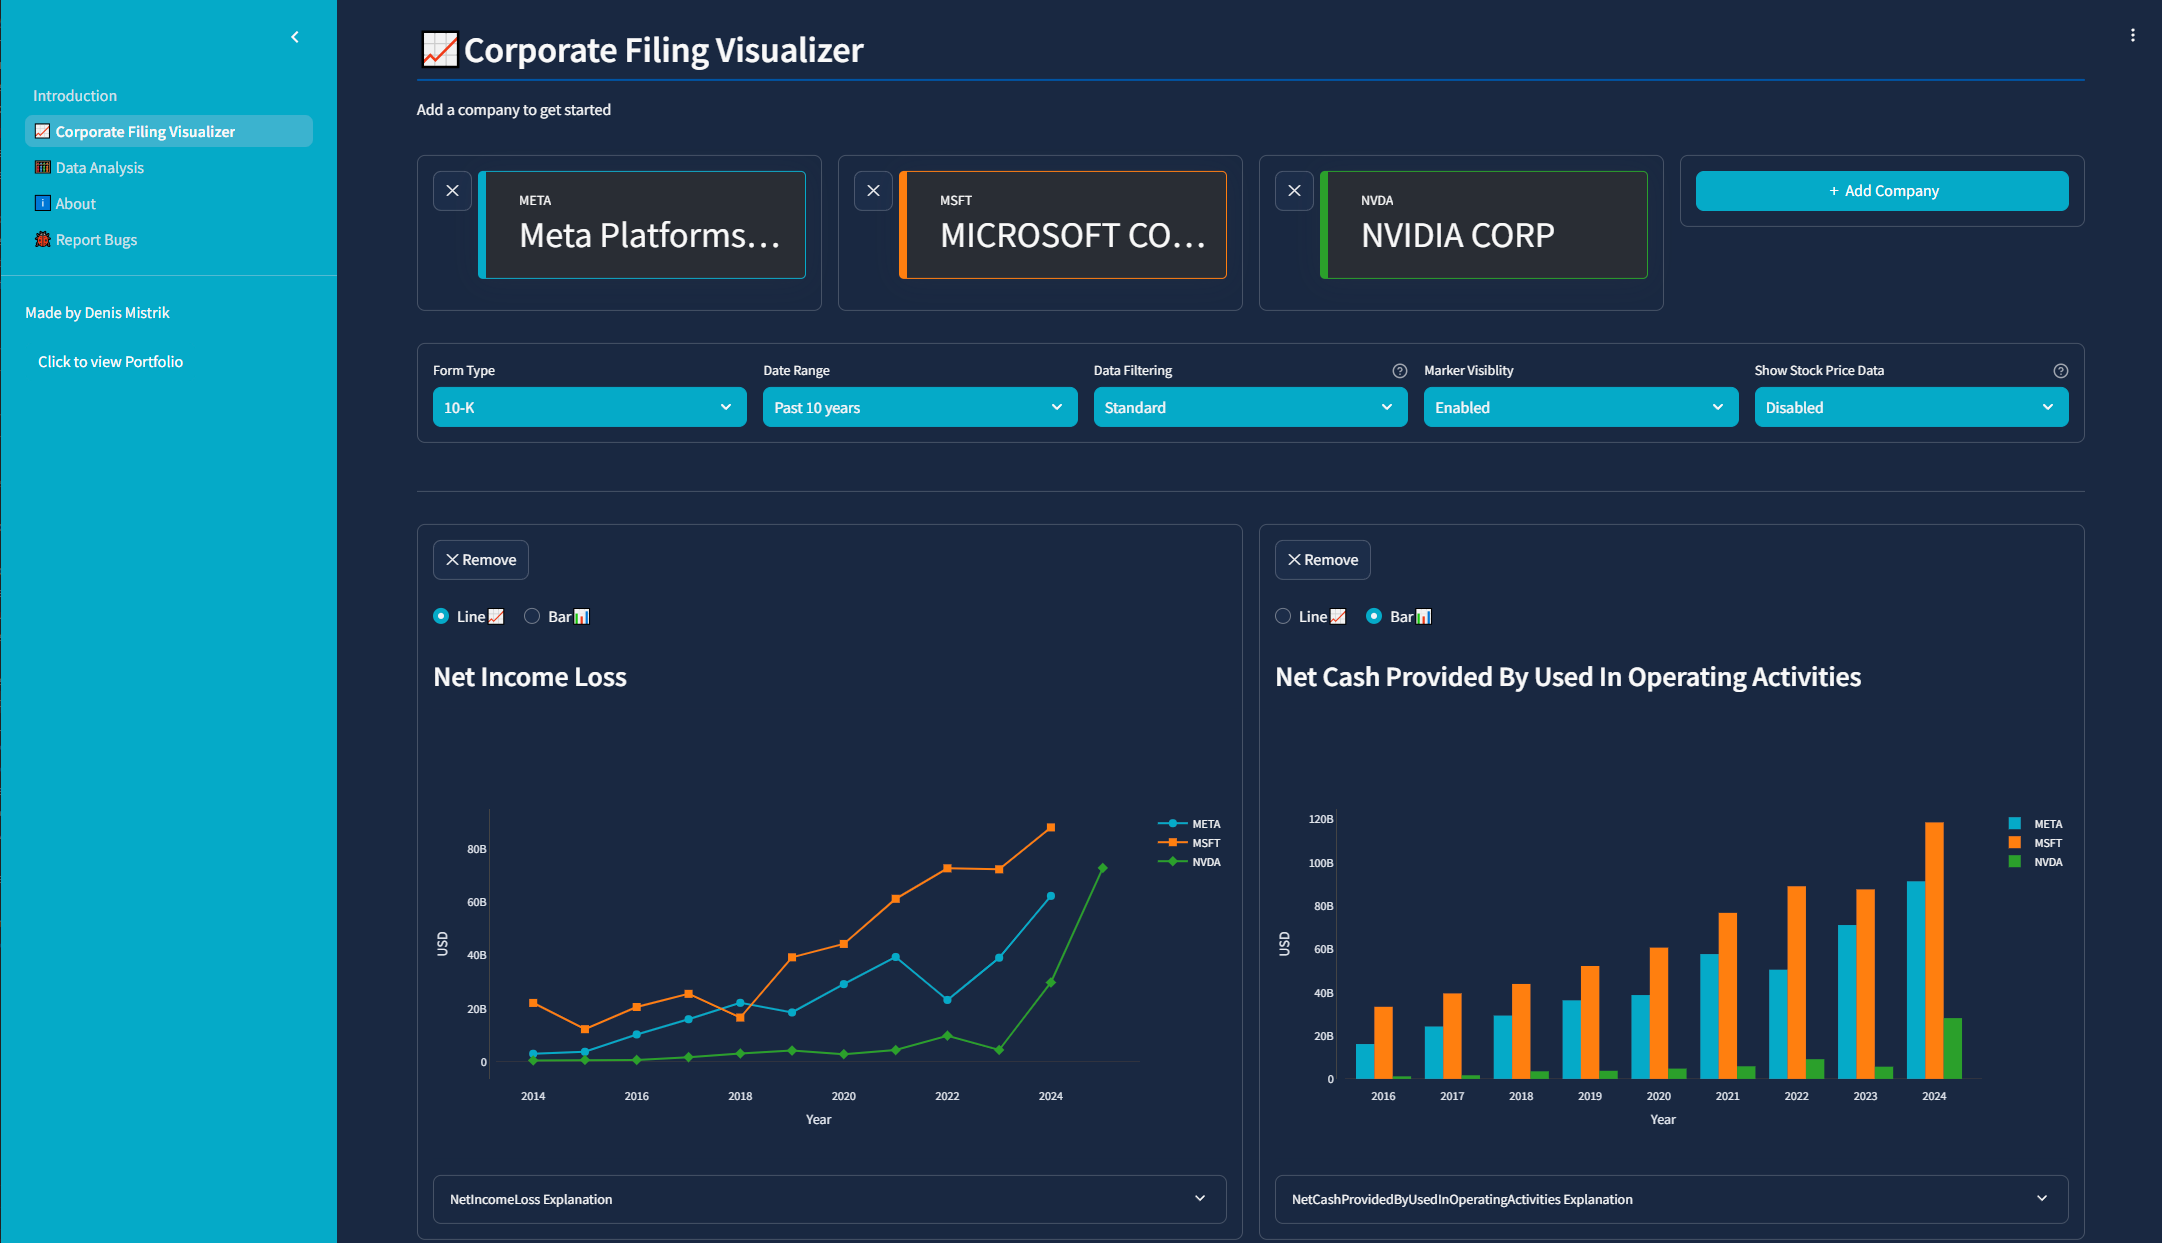 Introduction
Corporate Filing Visualizer
Data Analysis
About
Report Bugs
Made by Denis Mistrik
Click to view Portfolio
Corporate Filing Visualizer
Add a company to get started
META
Meta Platforms...
MSFT
MICROSOFT CO...
NVDA
NVIDIA CORP
+ Add Company
Form Type
10-K
Date Range
Past 10 years
Data Filtering
Standard
Marker Visiblity
Enabled
Show Stock Price Data
Disabled
Remove
Line
Bar
Net Income Loss
80B
60B
40B
20B
0
USD
2014
2016
2018
2020
2022
2024
Year
META
MSFT
NVDA
NetIncomeLoss Explanation
Remove
Line
Bar
Net Cash Provided By Used In Operating Activities
120B
100B
80B
60B
40B
20B
0
USD
2016
2017
2018
2019
2020
2021
2022
2023
2024
Year
META
MSFT
NVDA
NetCashProvidedByUsedInOperatingActivities Explanation